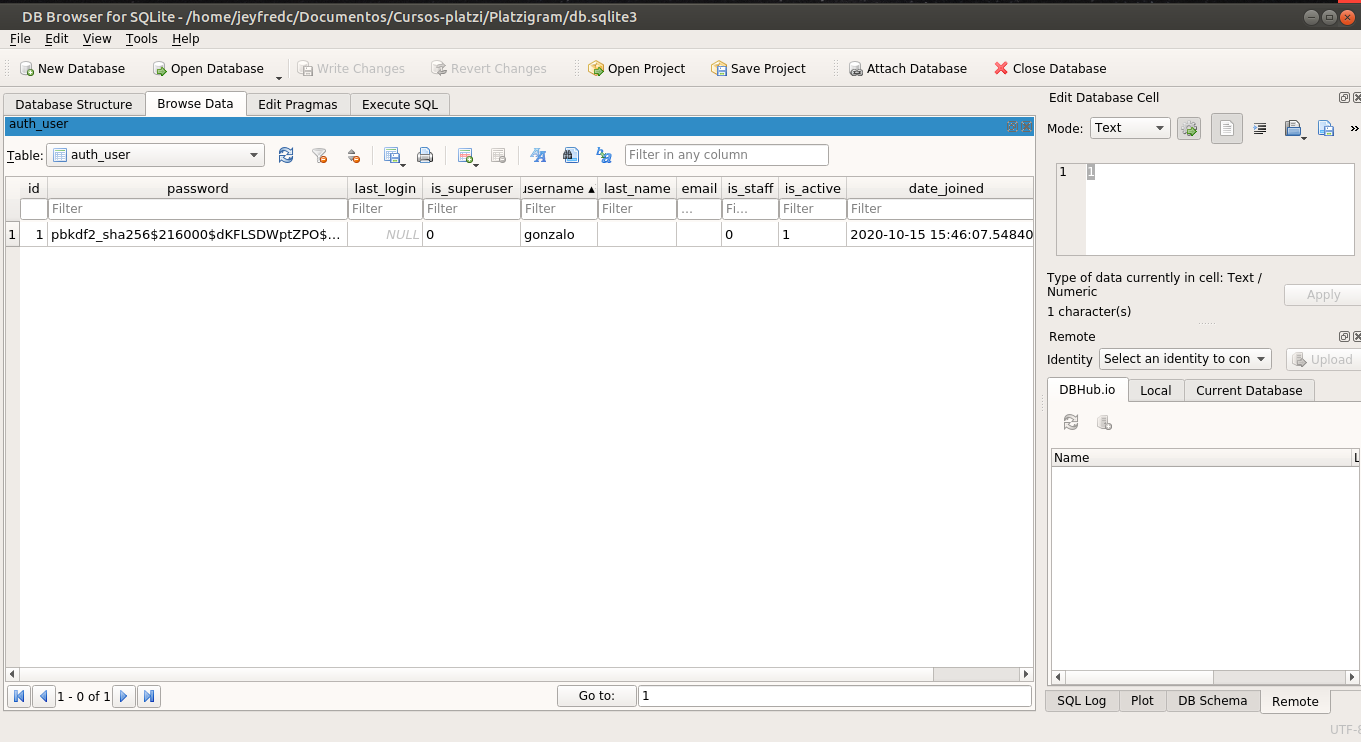 DB Browser for SQLite - /home/jeyfredc/Documentos/Cursos-platzi/Platzigram/db.sqlite3
File Edit View Tools Help
New Database Open Database Write Changes Revert Changes Open Project Save Project Attach Database Close Database
Database Structure Browse Data Edit Pragmas Execute SQL
auth_user
Table: auth_user Filter in any column
id password last_login is_superuser username last_name email is_staff is_active date_joined
Filter Filter Filter Filter Filter ... Fi... Filter Filter
1 1 pbkdf2_sha256$216000$dKFLSDWptZPO$... NULL 0 gonzalo 0 1 2020-10-15 15:46:07.54840
1 - 0 of 1 Go to: 1
Edit Database Cell
Mode: Text »
1 1
Type of data currently in cell: Text /
Numeric
Apply
1 character(s)
Remote
Identity Select an identity to con Upload
DBHub.io Local Current Database
Name L
SQL Log Plot DB Schema Remote
UTF-8